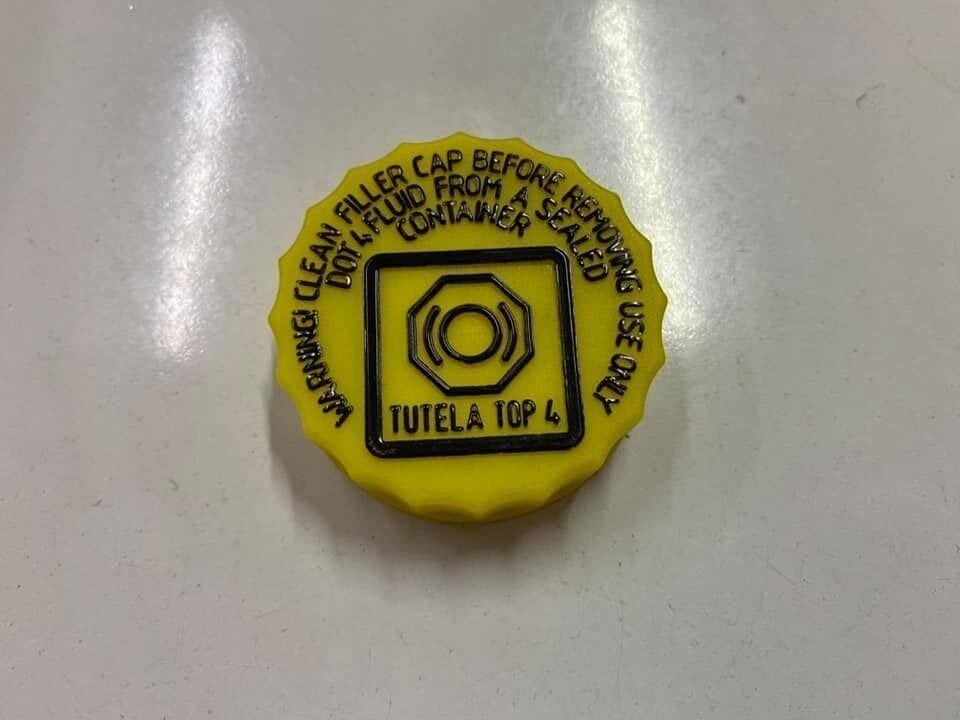 WARNING! CLEAN FILLER CAP BEFORE REMOVING USE ONLY
DOT 4 FLUID FROM A SEALED
CONTAINER
TUTELA TOP 4